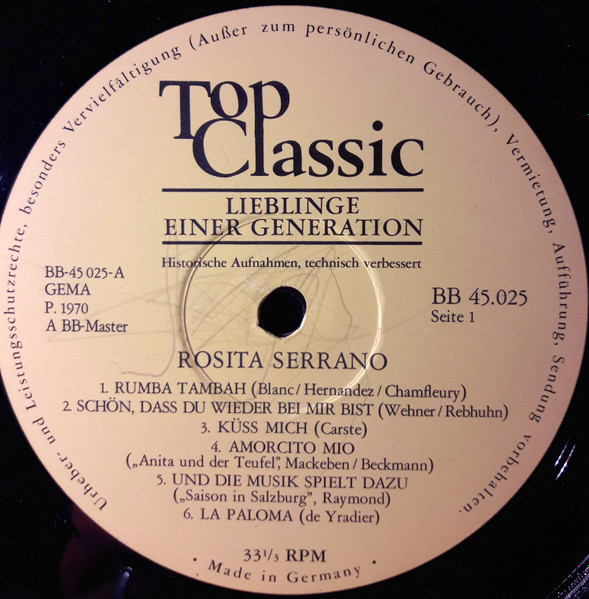 Urheber- und Leistungsschutzrechte, besonders Vervielfältigung (Außer zum persönlichen Gebrauch), Vermietung, Aufführung, Sendung vorbehalten.
Top
Classic
LIEBLINGE
EINER GENERATION
Historische Aufnahmen, technisch verbessert
BB-45 025-A
GEMA
P. 1970
A BB-Master
BB 45.025
Seite 1
ROSITA SERRANO
1. RUMBA TAMBAH (Blanc/Hernandez/Chamfleury)
2. SCHÖN, DASS DU WIEDER BEI MIR BIST (Wehner/Rebhuhn)
3. KÜSS MICH (Carste)
4. AMORCITO MIO
(„Anita und der Teufel”, Mackeben/Beckmann)
5. UND DIE MUSIK SPIELT DAZU
(„Saison in Salzburg”, Raymond)
6. LA PALOMA (de Yradier)
33⅓ RPM
· Made in Germany ·